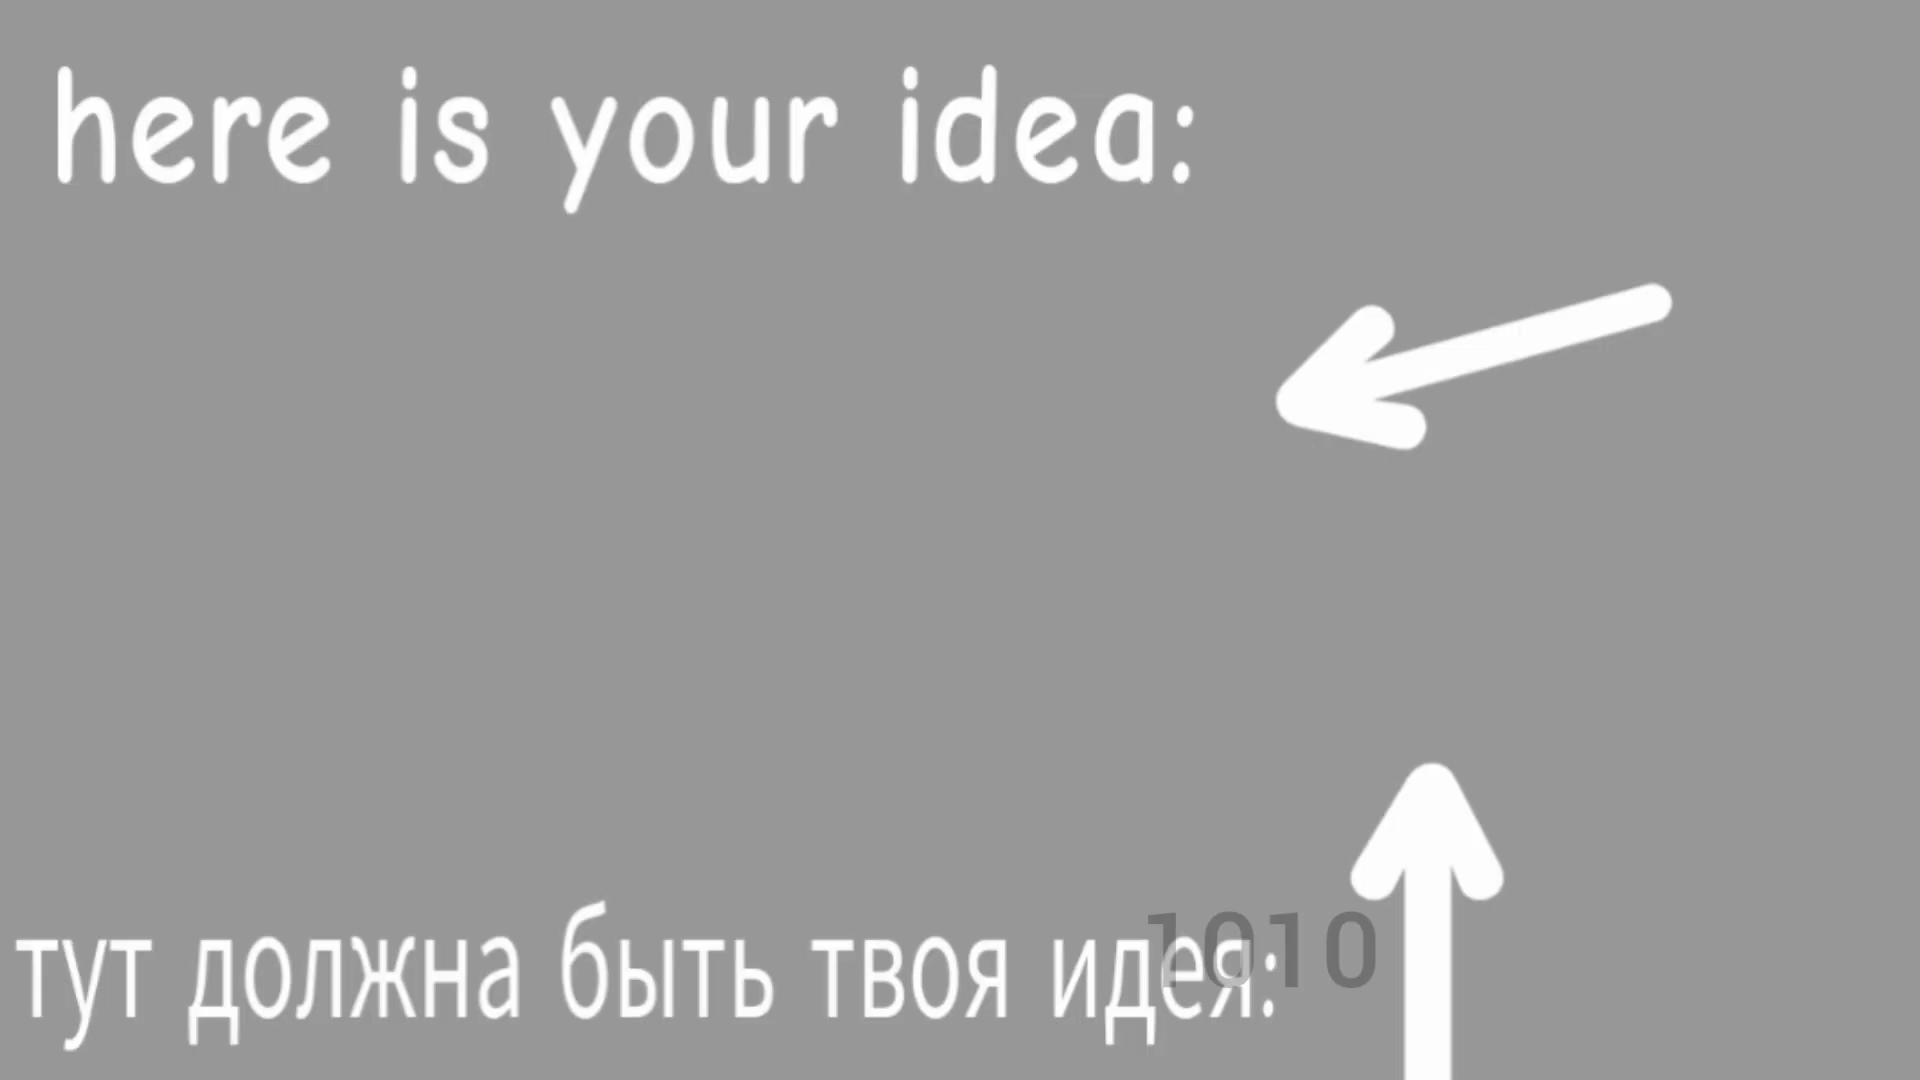 here is your idea:
тут должна быть твоя идея:
1010